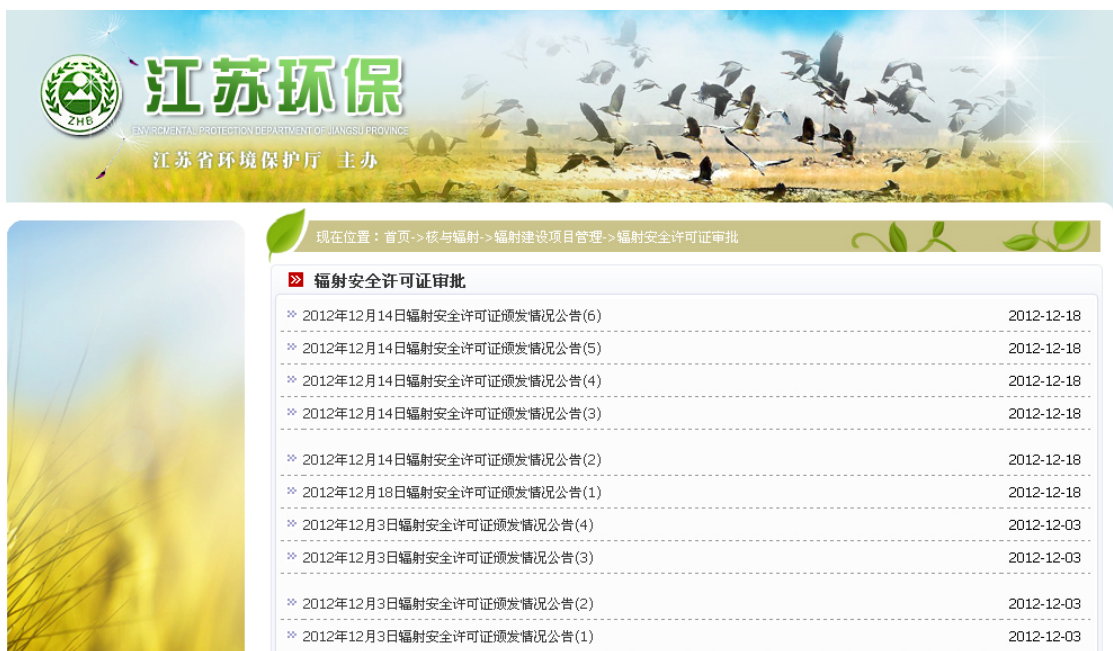 江苏环保
ZHB
ENVIRCMENTAL PROTECTION DEPARTMENT OF JIANGSU PROVINCE
江苏省环境保护厅 主办
现在位置：首页->核与辐射->辐射建设项目管理->辐射安全许可证审批
辐射安全许可证审批
2012年12月14日辐射安全许可证颁发情况公告(6) 2012-12-18
2012年12月14日辐射安全许可证颁发情况公告(5) 2012-12-18
2012年12月14日辐射安全许可证颁发情况公告(4) 2012-12-18
2012年12月14日辐射安全许可证颁发情况公告(3) 2012-12-18
2012年12月14日辐射安全许可证颁发情况公告(2) 2012-12-18
2012年12月18日辐射安全许可证颁发情况公告(1) 2012-12-18
2012年12月3日辐射安全许可证颁发情况公告(4) 2012-12-03
2012年12月3日辐射安全许可证颁发情况公告(3) 2012-12-03
2012年12月3日辐射安全许可证颁发情况公告(2) 2012-12-03
2012年12月3日辐射安全许可证颁发情况公告(1) 2012-12-03